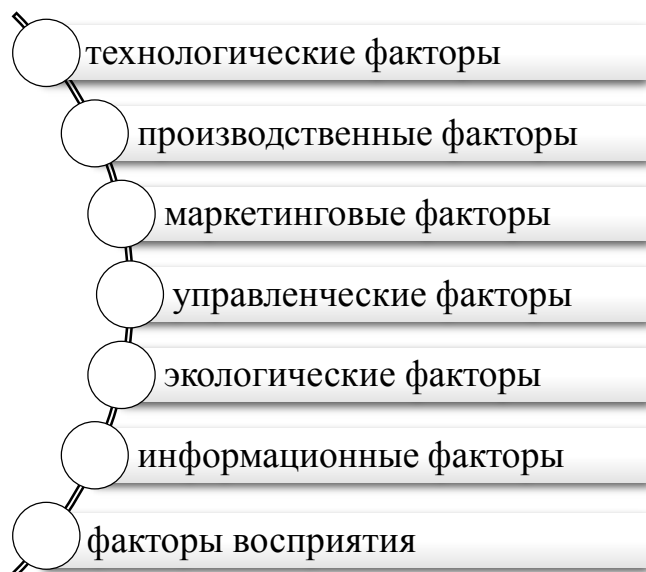 технологические факторы
производственные факторы
маркетинговые факторы
управленческие факторы
экологические факторы
информационные факторы
факторы восприятия